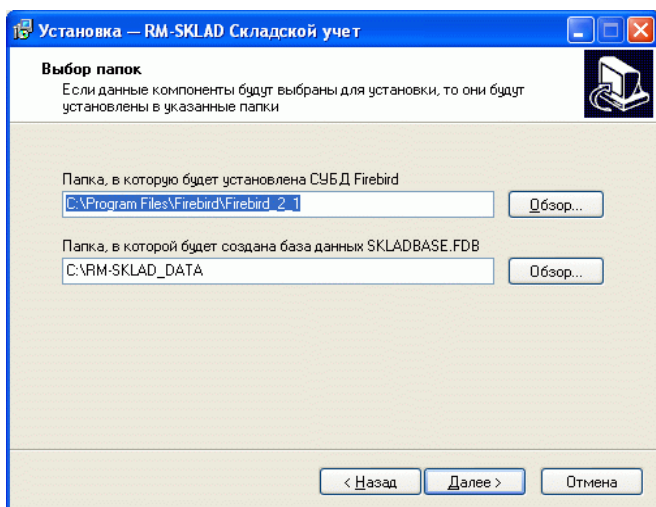 Установка — RM-SKLAD Складской учет
Выбор папок
Если данные компоненты будут выбраны для установки, то они будут
установлены в указанные папки
Папка, в которую будет установлена СУБД Firebird
C:\Program Files\Firebird\Firebird_2_1
Обзор...
Папка, в которой будет создана база данных SKLADBASE.FDB
C:\RM-SKLAD_DATA
Обзор...
< Назад
Далее >
Отмена